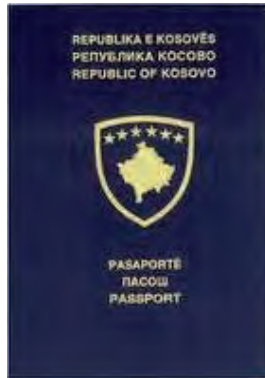 REPUBLIKA E KOSOVËS
РЕПУБЛИКА КОСОВО
REPUBLIC OF KOSOVO
PASAPORTË
ПАСОШ
PASSPORT